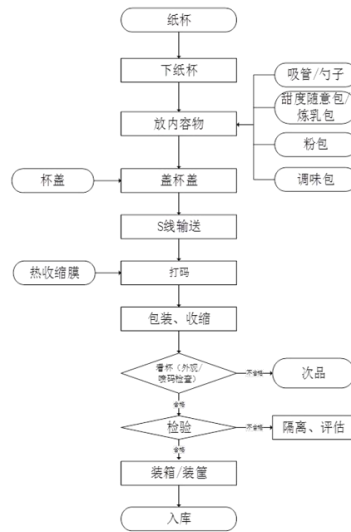 纸杯
下纸杯
吸管/勺子
甜度随意包/
炼乳包
放内容物
粉包
调味包
杯盖
盖杯盖
S线输送
热收缩膜
打码
包装、收缩
看杯（外观/
喷码检查）
不合格
次品
合格
检验
不合格
隔离、评估
合格
装箱/装筐
入库